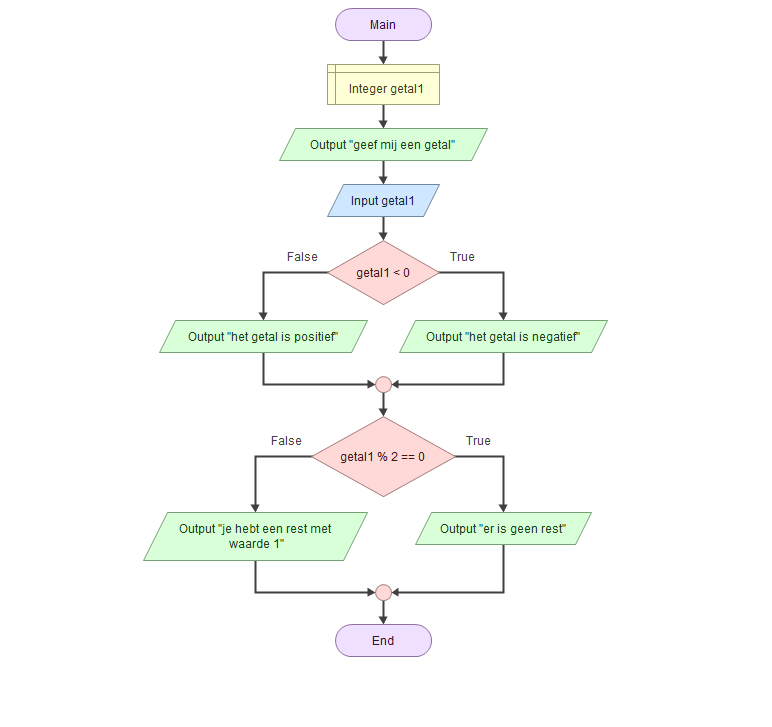 Main
Integer getal1
Output "geef mij een getal"
Input getal1
False
True
getal1 < 0
Output "het getal is positief"
Output "het getal is negatief"
False
True
getal1 % 2 == 0
Output "je hebt een rest met
waarde 1"
Output "er is geen rest"
End